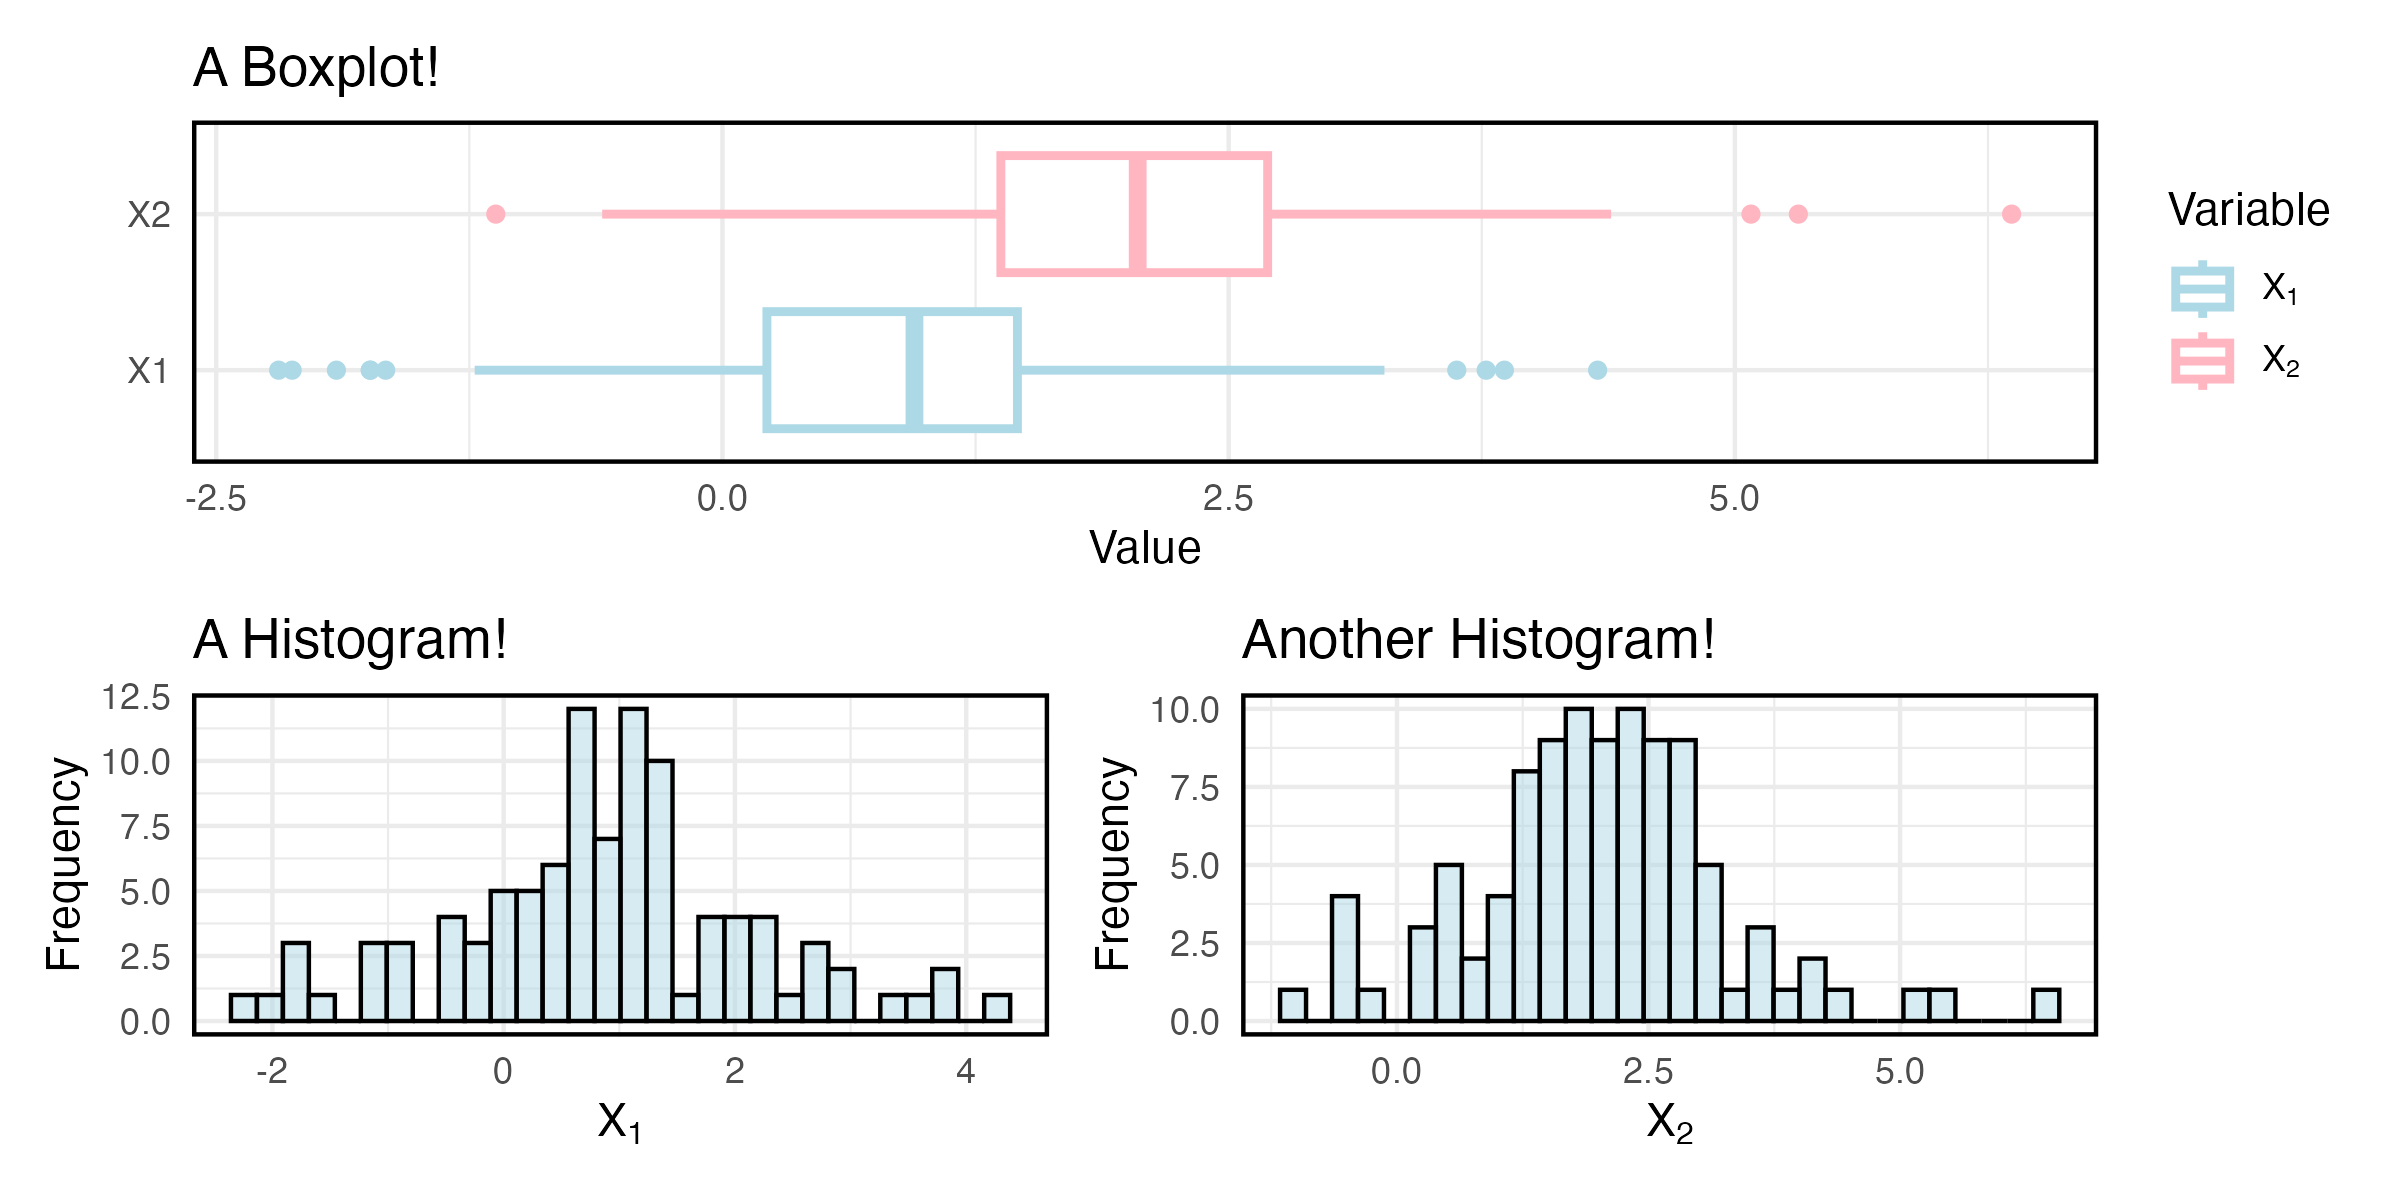 A Boxplot!
X2
X1
-2.5 0.0 2.5 5.0
Value
Variable
X₁
X₂
A Histogram!
12.5
10.0
7.5
5.0
2.5
0.0
Frequency
-2 0 2 4
X₁
Another Histogram!
10.0
7.5
5.0
2.5
0.0
Frequency
0.0 2.5 5.0
X₂